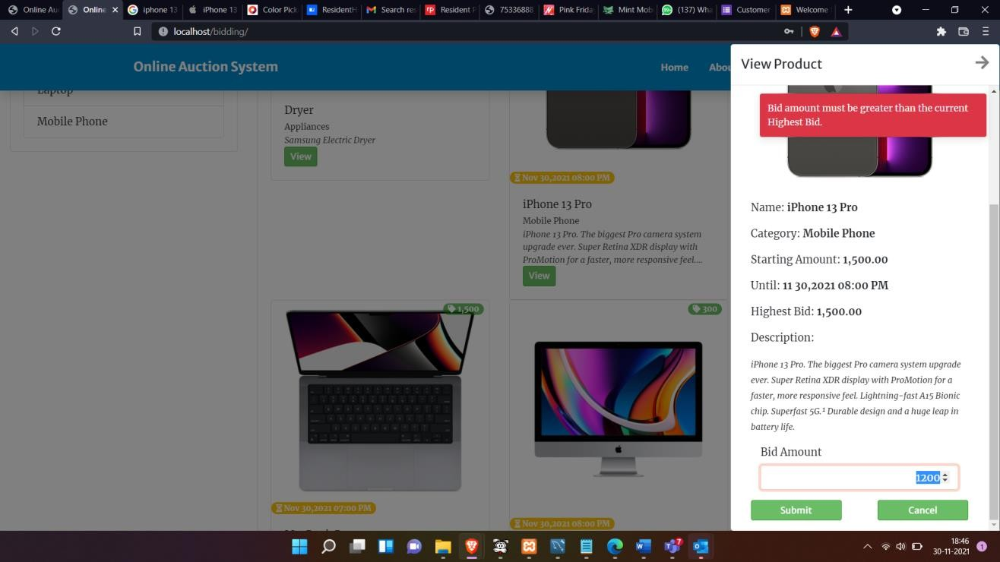 Online Au
Online
iphone 13
iPhone 13
Color Pick
ResidentH
Search res
Resident P
75336888
Pink Frida
Mint Mob
(137) Wha
Customer
Welcome
localhost/bidding/
Online Auction System
Home
Abou
View Product
Laptop
Mobile Phone
Dryer
Appliances
Samsung Electric Dryer
View
Nov 30,2021 08:00 PM
iPhone 13 Pro
Mobile Phone
iPhone 13 Pro. The biggest Pro camera system
upgrade ever. Super Retina XDR display with
ProMotion for a faster, more responsive feel....
View
1,500
300
Nov 30,2021 07:00 PM
Nov 30,2021 08:00 PM
Bid amount must be greater than the current
Highest Bid.
Name: iPhone 13 Pro
Category: Mobile Phone
Starting Amount: 1,500.00
Until: 11 30,2021 08:00 PM
Highest Bid: 1,500.00
Description:
iPhone 13 Pro. The biggest Pro camera system upgrade
ever. Super Retina XDR display with ProMotion for a
faster, more responsive feel. Lightning-fast A15 Bionic
chip. Superfast 5G.¹ Durable design and a huge leap in
battery life.
Bid Amount
1200
Submit
Cancel
7
18:46
30-11-2021
1